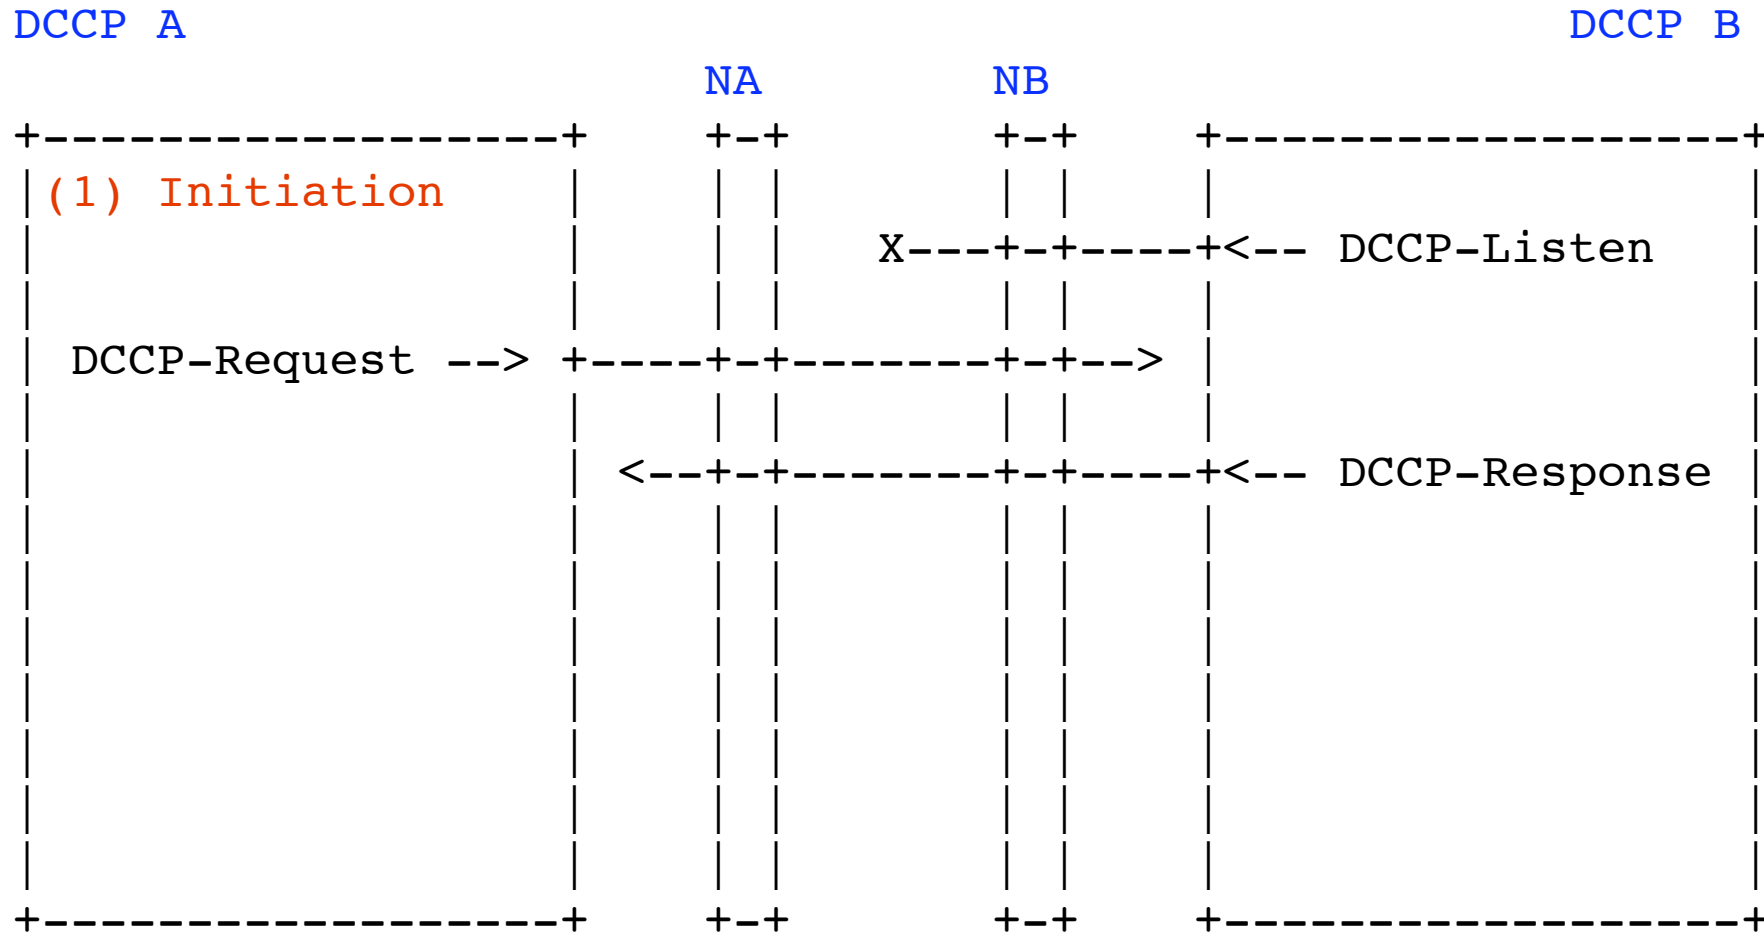 DCCP A                                                DCCP B
                        NA        NB
+------------------+    +-+       +-+    +------------------+
|(1) Initiation    |    | |       | |    |                  |
|                  |    | |   X---+-+----+<-- DCCP-Listen   |
|                  |    | |       | |    |                  |
| DCCP-Request --> +----+-+-------+-+--> |                  |
|                  |    | |       | |    |                  |
|                  | <--+-+-------+-+----+<-- DCCP-Response |
|                  |    | |       | |    |                  |
|                  |    | |       | |    |                  |
|                  |    | |       | |    |                  |
|                  |    | |       | |    |                  |
|                  |    | |       | |    |                  |
|                  |    | |       | |    |                  |
|                  |    | |       | |    |                  |
+------------------+    +-+       +-+    +------------------+